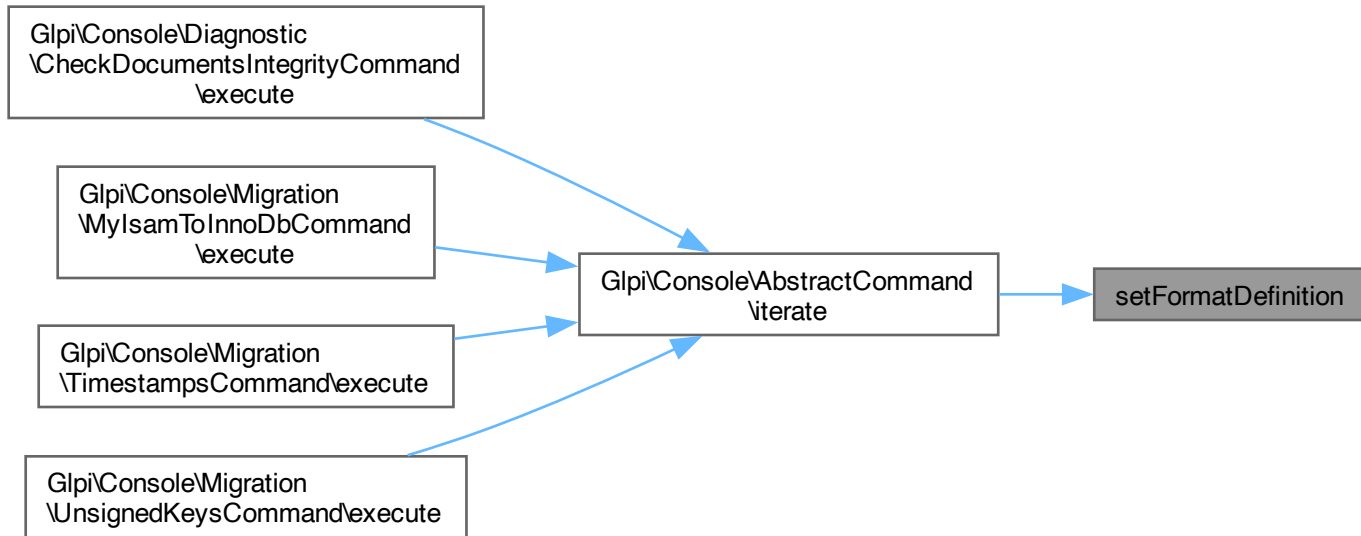 Glpi\Console\Diagnostic
\CheckDocumentsIntegrityCommand
\execute
Glpi\Console\Migration
\MyIsamToInnoDbCommand
\execute
Glpi\Console\Migration
\TimestampsCommand\execute
Glpi\Console\Migration
\UnsignedKeysCommand\execute
Glpi\Console\AbstractCommand
\iterate
setFormatDefinition